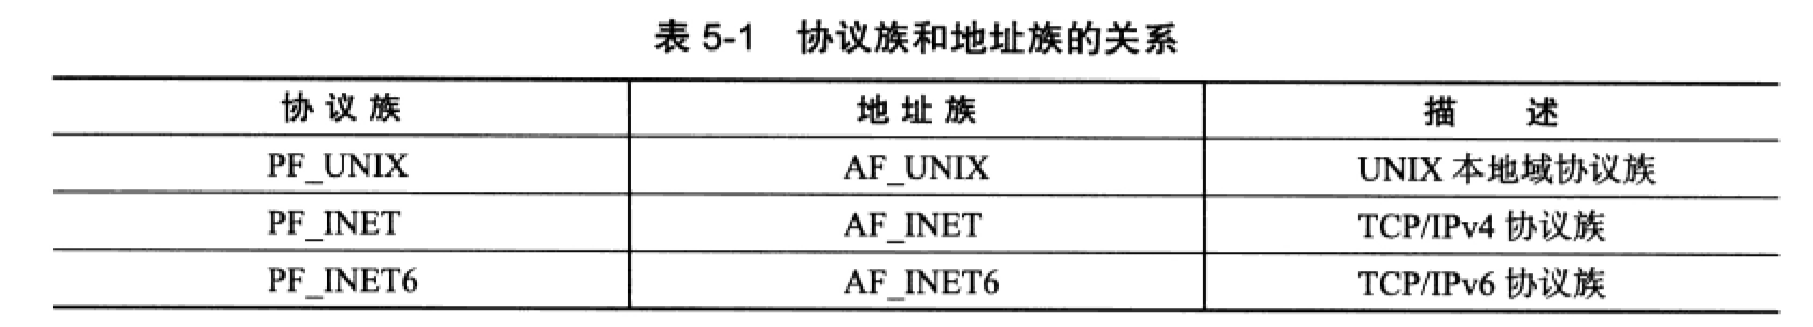 表 5-1 协议族和地址族的关系
协 议 族 地 址 族 描 述
PF_UNIX AF_UNIX UNIX 本地域协议族
PF_INET AF_INET TCP/IPv4 协议族
PF_INET6 AF_INET6 TCP/IPv6 协议族